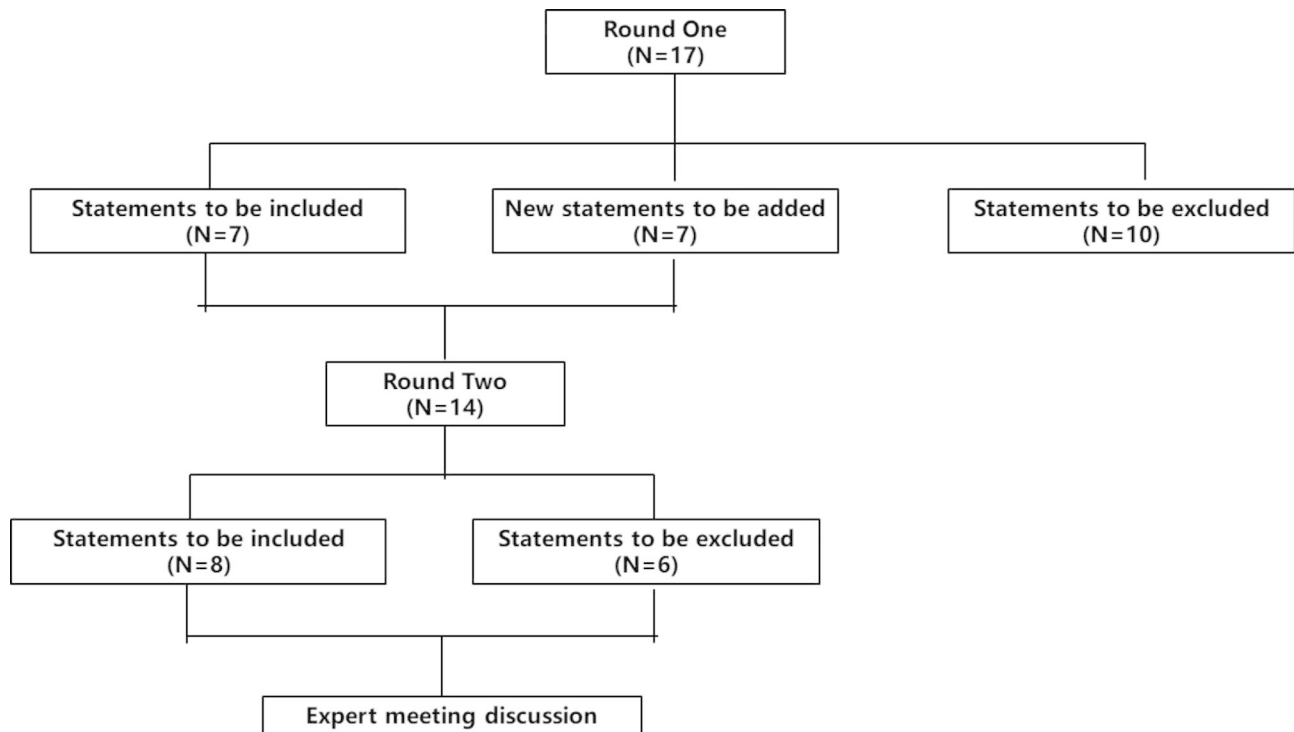 Round One
(N=17)
Statements to be included
(N=7)
New statements to be added
(N=7)
Statements to be excluded
(N=10)
Round Two
(N=14)
Statements to be included
(N=8)
Statements to be excluded
(N=6)
Expert meeting discussion